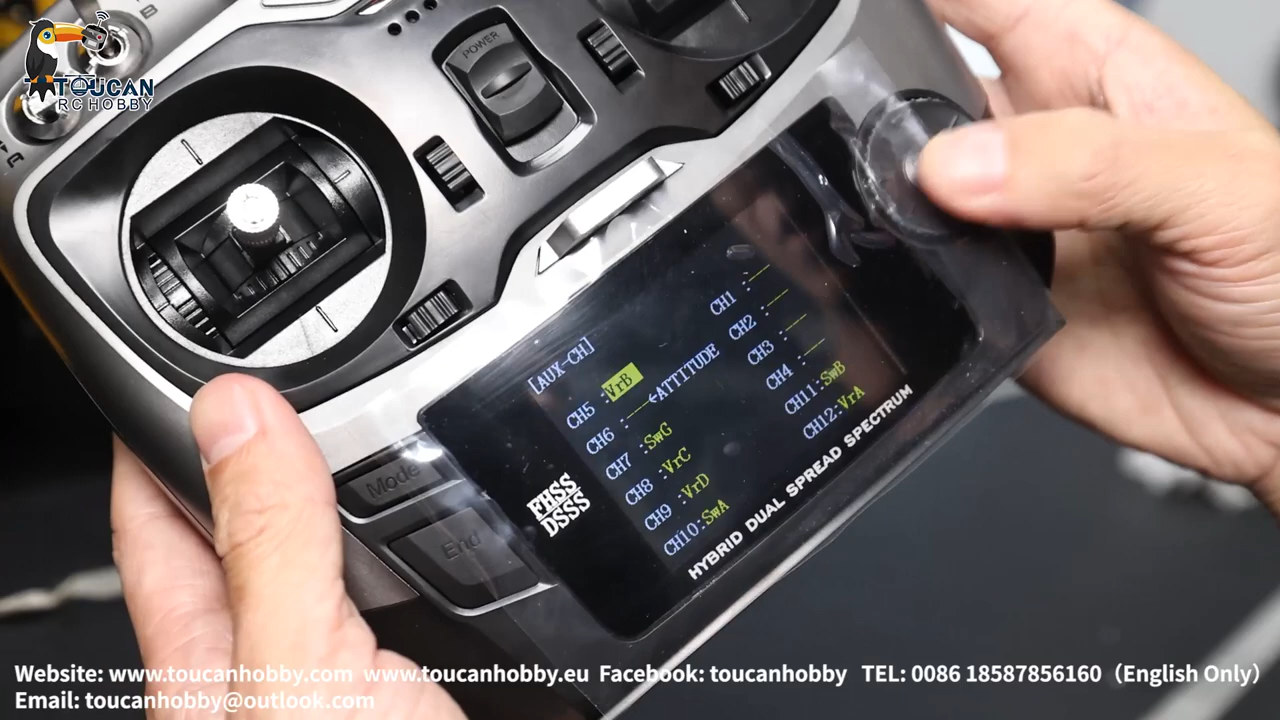 TOUCAN
RC HOBBY
B
POWER
[AUX-CH]
CH5 :VrB
CH6 :—— ←ATTITUDE
CH7 :SwG
CH8 :VrC
CH9 :VrD
CH10:SwA
CH1 :——
CH2 :——
CH3 :——
CH4 :——
CH11:SwB
CH12:VrA
FHSS
DSSS
HYBRID DUAL SPREAD SPECTRUM
Mode
End
Website: www.toucanhobby.com www.toucanhobby.eu Facebook: toucanhobby TEL: 0086 18587856160（English Only）
Email: toucanhobby@outlook.com